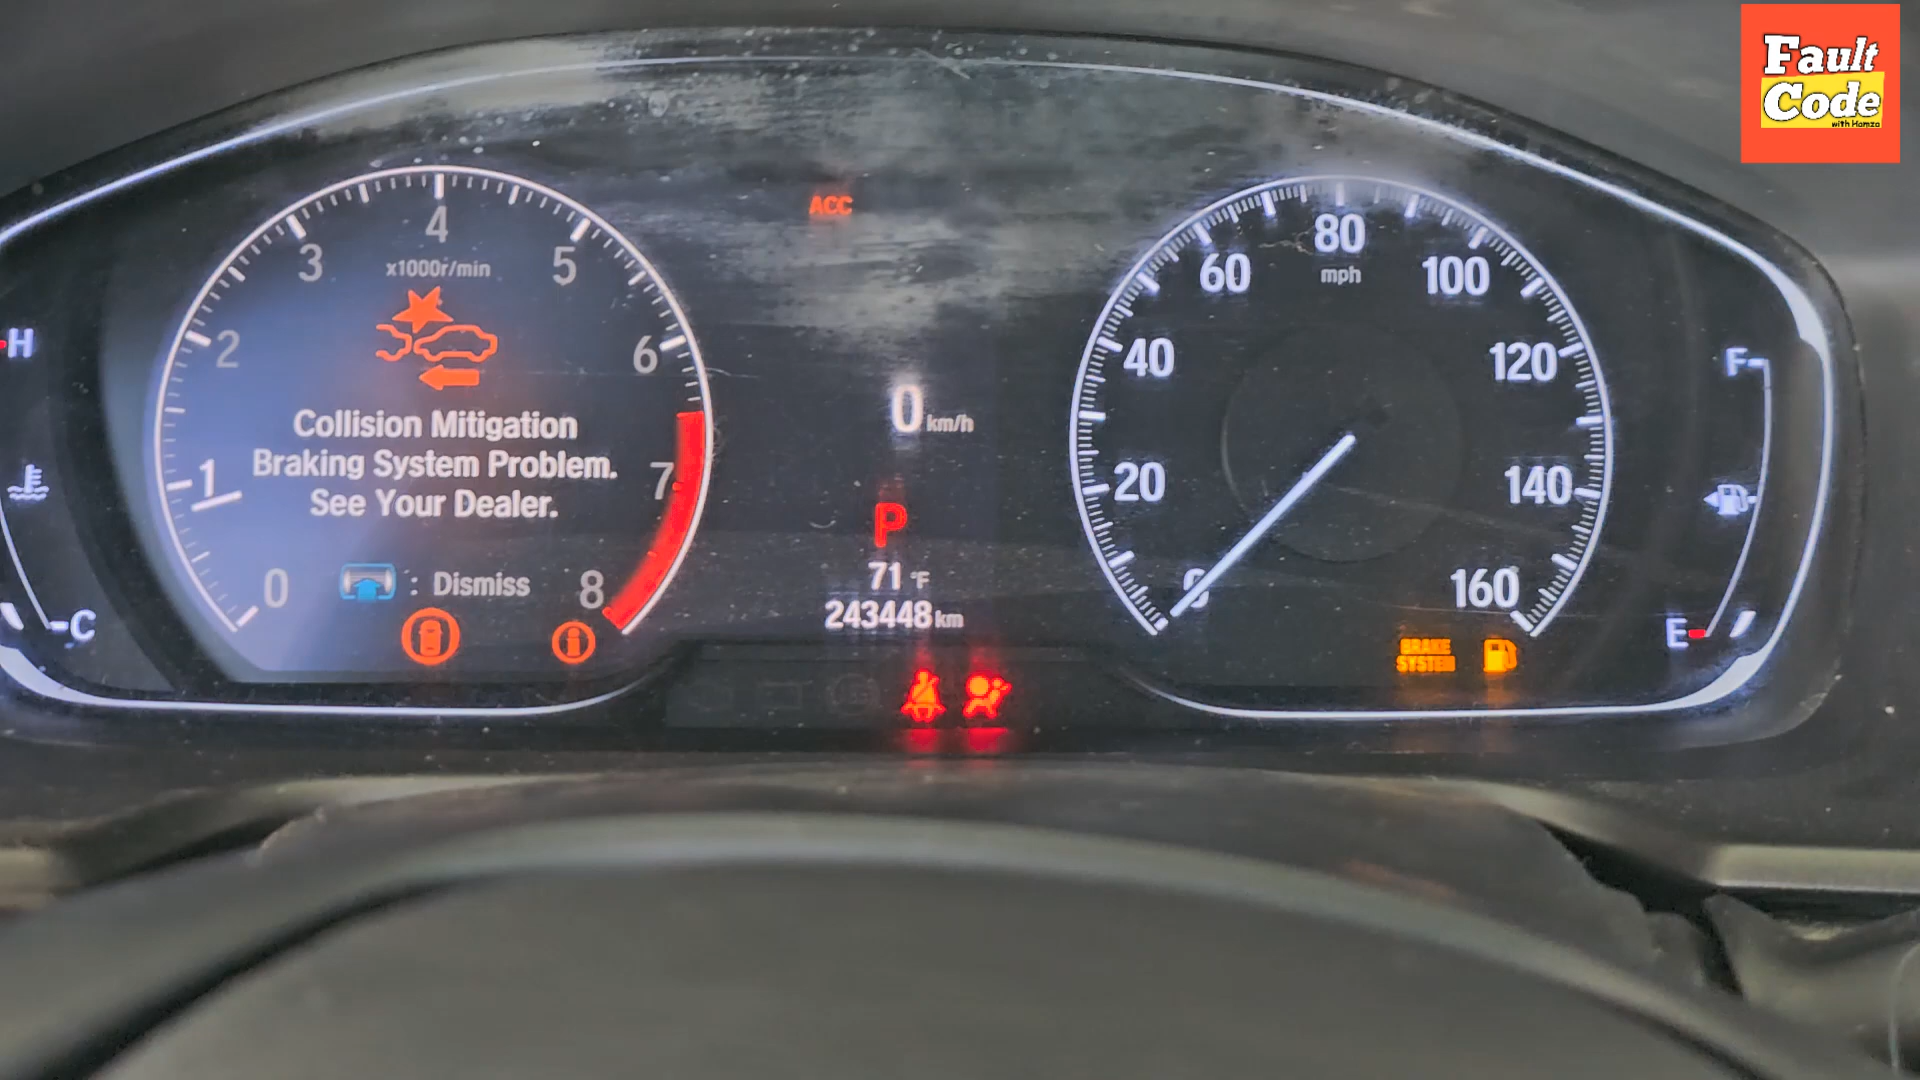 Fault
Code
with Hamza
ACC
4
3
5
x1000r/min
2
6
Collision Mitigation
Braking System Problem.
See Your Dealer.
1
7
0
8
: Dismiss
H
C
0 km/h
P
71 °F
243448 km
80
mph
60
100
40
120
20
140
0
160
BRAKE
SYSTEM
F
E